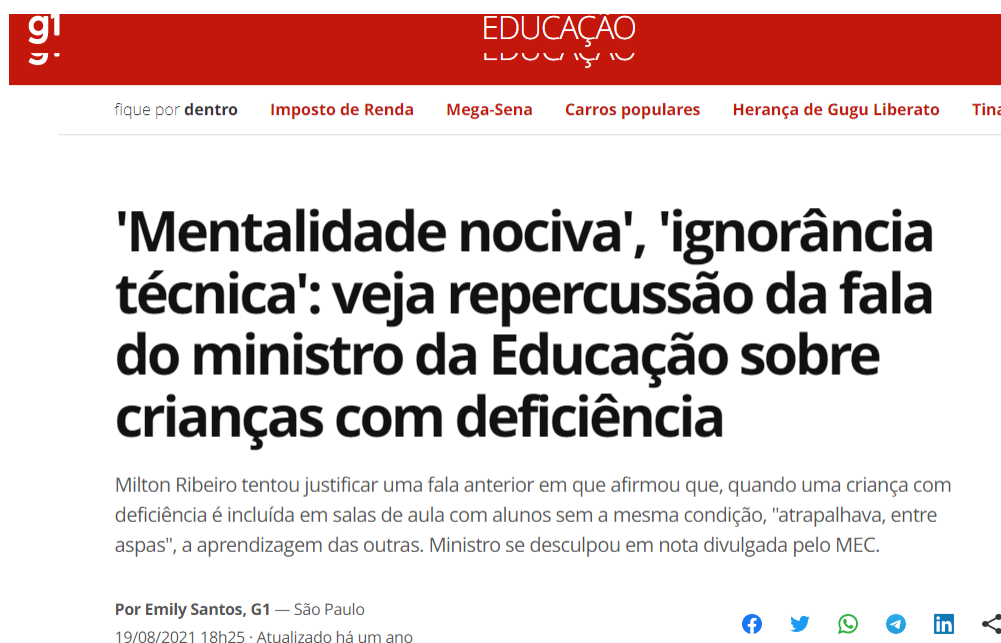 g1
EDUCAÇÃO
fique por dentro Imposto de Renda Mega-Sena Carros populares Herança de Gugu Liberato
'Mentalidade nociva', 'ignorância
técnica': veja repercussão da fala
do ministro da Educação sobre
crianças com deficiência
Milton Ribeiro tentou justificar uma fala anterior em que afirmou que, quando uma criança com
deficiência é incluída em salas de aula com alunos sem a mesma condição, "atrapalhava, entre
aspas", a aprendizagem das outras. Ministro se desculpou em nota divulgada pelo MEC.
Por Emily Santos, G1 — São Paulo
19/08/2021 18h25 · Atualizado há um ano